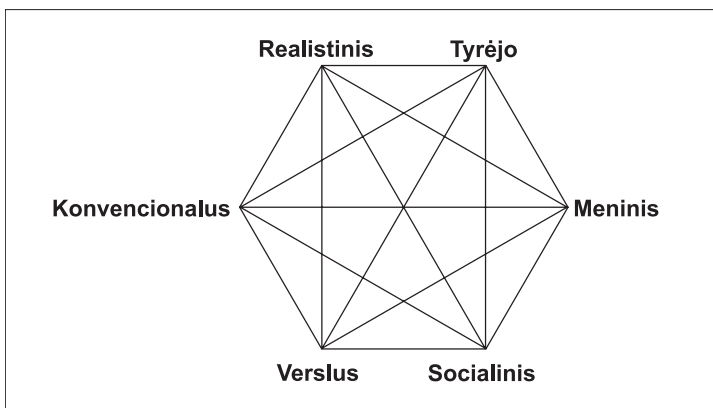 Realistinis Tyrėjo
Konvencionalus Meninis
Verslus Socialinis